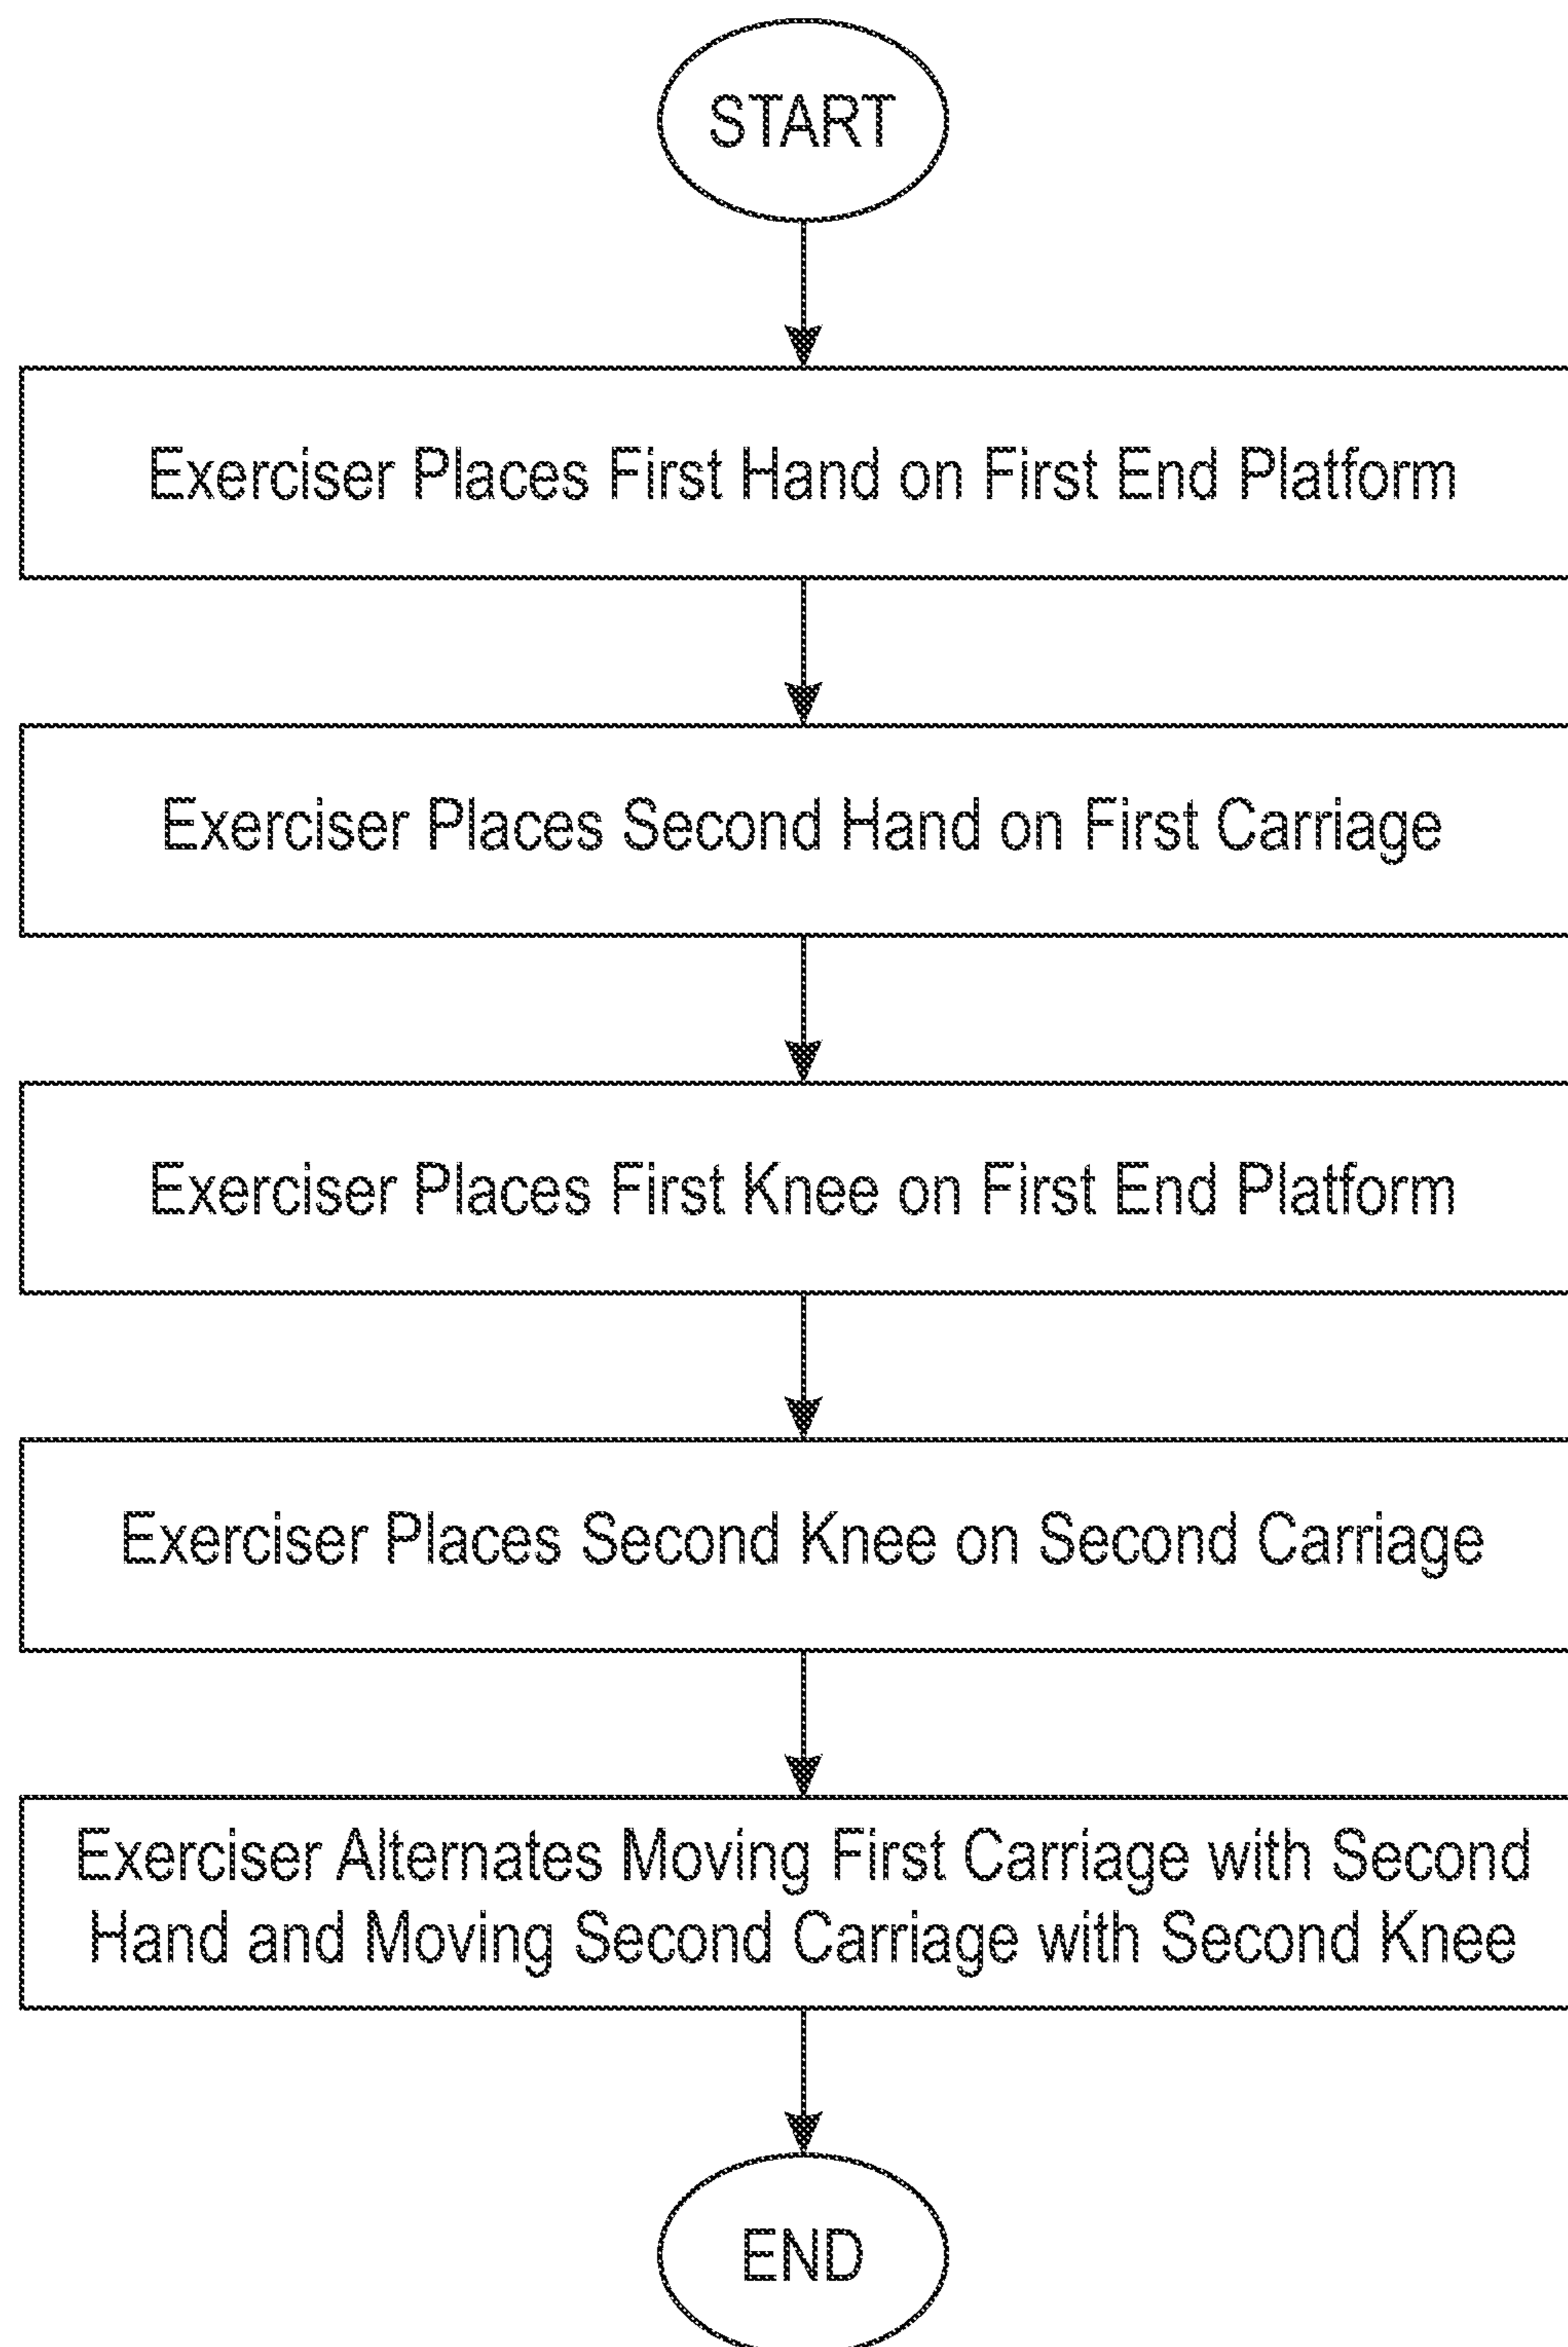 START
Exerciser Places First Hand on First End Platform
Exerciser Places Second Hand on First Carriage
Exerciser Places First Knee on First End Platform
Exerciser Places Second Knee on Second Carriage
Exerciser Alternates Moving First Carriage with Second
Hand and Moving Second Carriage with Second Knee
END